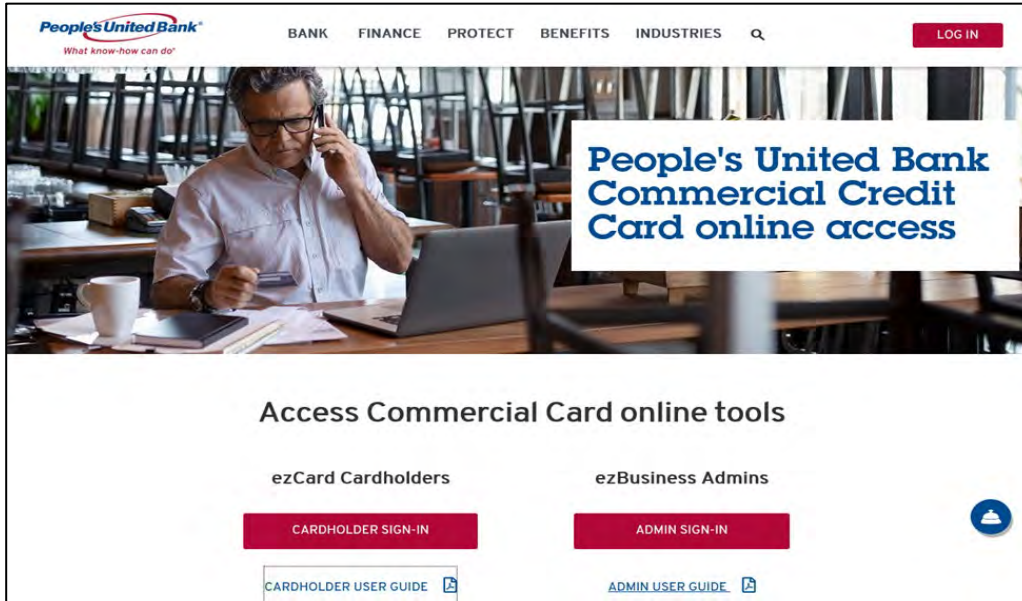 People's United Bank®
What know-how can do®
BANK FINANCE PROTECT BENEFITS INDUSTRIES
LOG IN
People's United Bank
Commercial Credit
Card online access
Access Commercial Card online tools
ezCard Cardholders
ezBusiness Admins
CARDHOLDER SIGN-IN
ADMIN SIGN-IN
CARDHOLDER USER GUIDE
ADMIN USER GUIDE